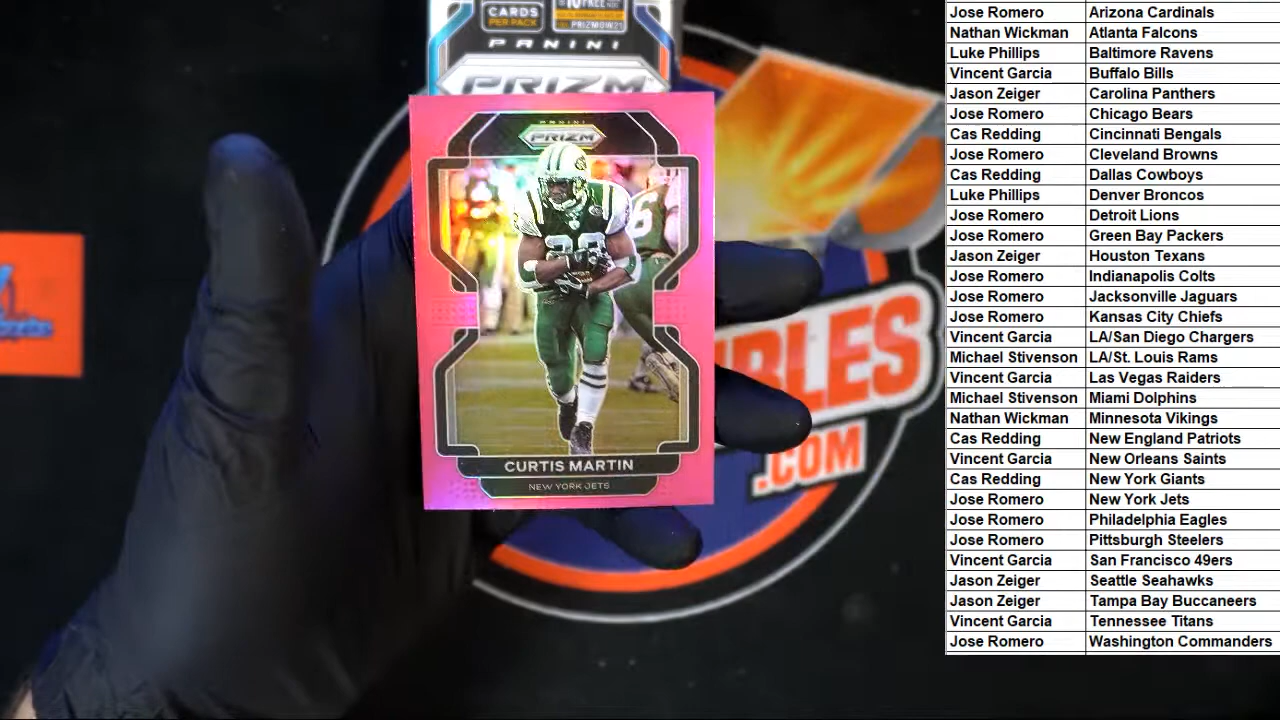 CARDS
PER PACK
PRIZMDW21
PANINI
PRIZM
PANINI
PRIZM
CURTIS MARTIN
NEW YORK JETS
BLES
.COM
Jose Romero Arizona Cardinals
Nathan Wickman Atlanta Falcons
Luke Phillips Baltimore Ravens
Vincent Garcia Buffalo Bills
Jason Zeiger Carolina Panthers
Jose Romero Chicago Bears
Cas Redding Cincinnati Bengals
Jose Romero Cleveland Browns
Cas Redding Dallas Cowboys
Luke Phillips Denver Broncos
Jose Romero Detroit Lions
Jose Romero Green Bay Packers
Jason Zeiger Houston Texans
Jose Romero Indianapolis Colts
Jose Romero Jacksonville Jaguars
Jose Romero Kansas City Chiefs
Vincent Garcia LA/San Diego Chargers
Michael Stivenson LA/St. Louis Rams
Vincent Garcia Las Vegas Raiders
Michael Stivenson Miami Dolphins
Nathan Wickman Minnesota Vikings
Cas Redding New England Patriots
Vincent Garcia New Orleans Saints
Cas Redding New York Giants
Jose Romero New York Jets
Jose Romero Philadelphia Eagles
Jose Romero Pittsburgh Steelers
Vincent Garcia San Francisco 49ers
Jason Zeiger Seattle Seahawks
Jason Zeiger Tampa Bay Buccaneers
Vincent Garcia Tennessee Titans
Jose Romero Washington Commanders